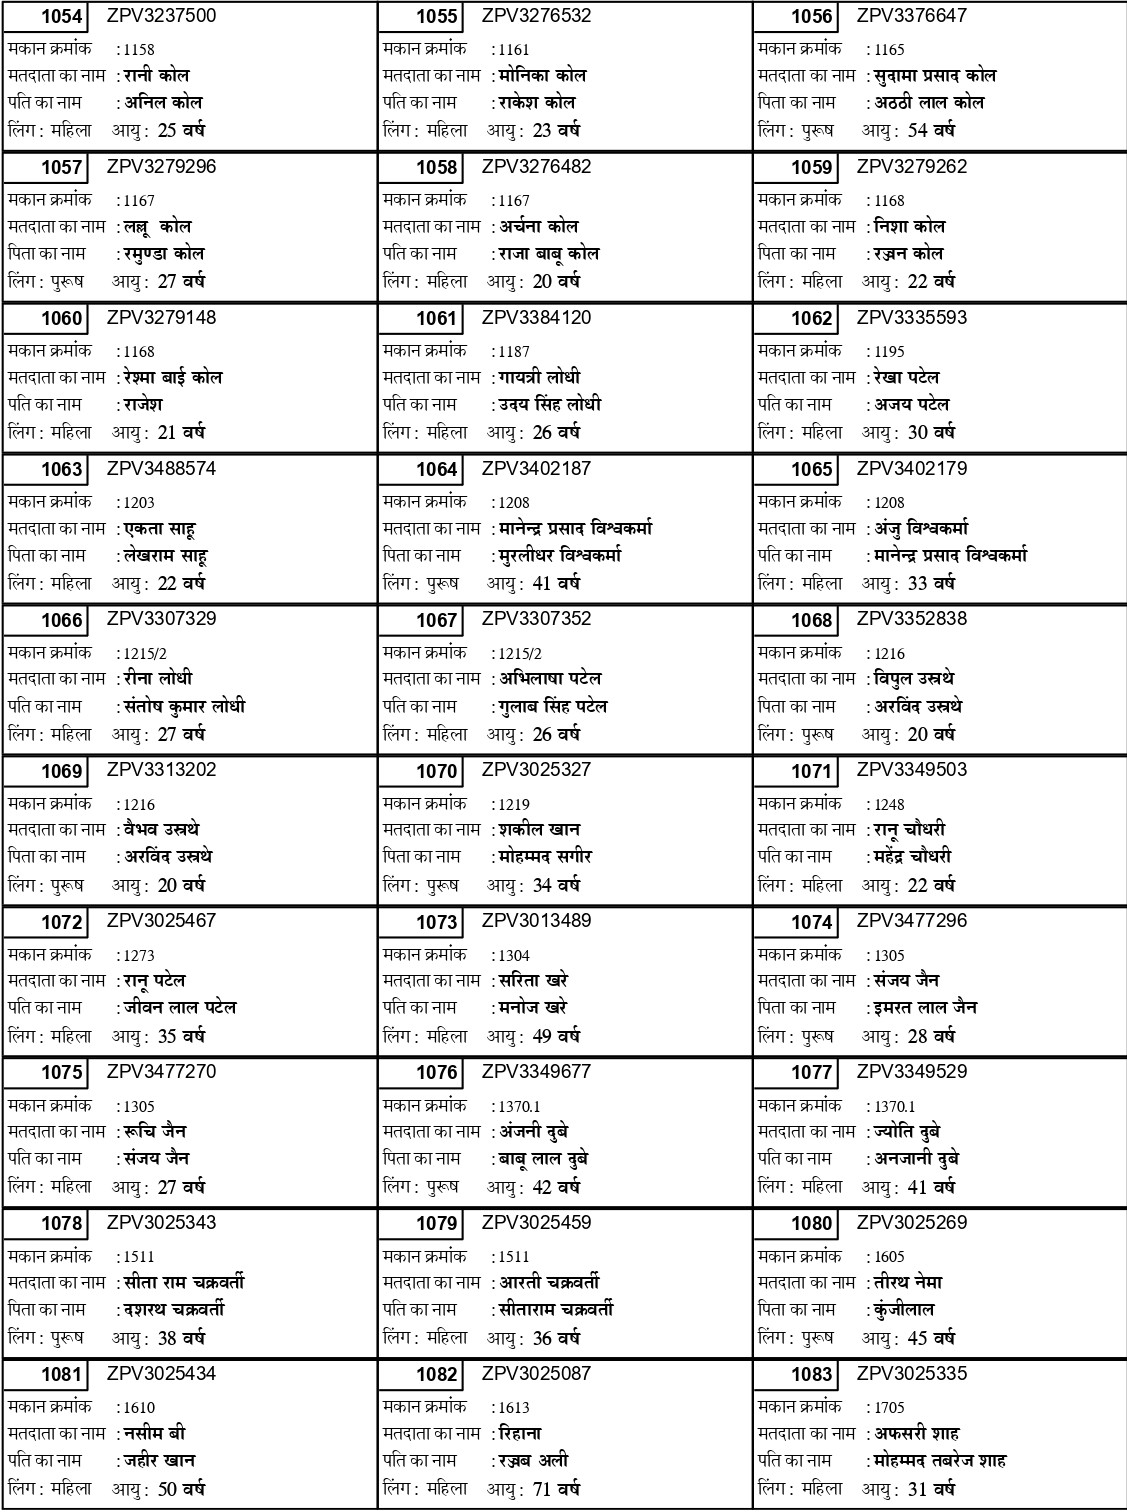 1054 ZPV3237500
मकान क्रमांक :1158
मतदाता का नाम :रानी कोल
पति का नाम :अनिल कोल
लिंग: महिला आयु: 25 वर्ष
1055 ZPV3276532
मकान क्रमांक :1161
मतदाता का नाम :मोनिका कोल
पति का नाम :राकेश कोल
लिंग: महिला आयु: 23 वर्ष
1056 ZPV3376647
मकान क्रमांक :1165
मतदाता का नाम :सुदामा प्रसाद कोल
पिता का नाम :अठठी लाल कोल
लिंग: पुरूष आयु: 54 वर्ष
1057 ZPV3279296
मकान क्रमांक :1167
मतदाता का नाम :लल्लू कोल
पिता का नाम :रमुण्डा कोल
लिंग: पुरूष आयु: 27 वर्ष
1058 ZPV3276482
मकान क्रमांक :1167
मतदाता का नाम :अर्चना कोल
पति का नाम :राजा बाबू कोल
लिंग: महिला आयु: 20 वर्ष
1059 ZPV3279262
मकान क्रमांक :1168
मतदाता का नाम :निशा कोल
पति का नाम :रज्जन कोल
लिंग: महिला आयु: 22 वर्ष
1060 ZPV3279148
मकान क्रमांक :1168
मतदाता का नाम :रेश्मा बाई कोल
पति का नाम :राजेश
लिंग: महिला आयु: 21 वर्ष
1061 ZPV3384120
मकान क्रमांक :1187
मतदाता का नाम :गायत्री लोधी
पति का नाम :उदय सिंह लोधी
लिंग: महिला आयु: 26 वर्ष
1062 ZPV3335593
मकान क्रमांक :1195
मतदाता का नाम :रेखा पटेल
पति का नाम :अजय पटेल
लिंग: महिला आयु: 30 वर्ष
1063 ZPV3488574
मकान क्रमांक :1203
मतदाता का नाम :एकता साहू
पिता का नाम :लेखराम साहू
लिंग: महिला आयु: 22 वर्ष
1064 ZPV3402187
मकान क्रमांक :1208
मतदाता का नाम :मानेन्द्र प्रसाद विश्वकर्मा
पिता का नाम :मुरलीधर विश्वकर्मा
लिंग: पुरूष आयु: 41 वर्ष
1065 ZPV3402179
मकान क्रमांक :1208
मतदाता का नाम :अंजु विश्वकर्मा
पति का नाम :मानेन्द्र प्रसाद विश्वकर्मा
लिंग: महिला आयु: 33 वर्ष
1066 ZPV3307329
मकान क्रमांक :1215/2
मतदाता का नाम :रीना लोधी
पति का नाम :संतोष कुमार लोधी
लिंग: महिला आयु: 27 वर्ष
1067 ZPV3307352
मकान क्रमांक :1215/2
मतदाता का नाम :अभिलाषा पटेल
पति का नाम :गुलाब सिंह पटेल
लिंग: महिला आयु: 26 वर्ष
1068 ZPV3352838
मकान क्रमांक :1216
मतदाता का नाम :विपुल उस्रथे
पिता का नाम :अरविंद उस्रथे
लिंग: पुरूष आयु: 20 वर्ष
1069 ZPV3313202
मकान क्रमांक :1216
मतदाता का नाम :वैभव उस्रथे
पिता का नाम :अरविंद उस्रथे
लिंग: पुरूष आयु: 20 वर्ष
1070 ZPV3025327
मकान क्रमांक :1219
मतदाता का नाम :शकील खान
पिता का नाम :मोहम्मद सगीर
लिंग: पुरूष आयु: 34 वर्ष
1071 ZPV3349503
मकान क्रमांक :1248
मतदाता का नाम :रानू चौधरी
पति का नाम :महेंद्र चौधरी
लिंग: महिला आयु: 22 वर्ष
1072 ZPV3025467
मकान क्रमांक :1273
मतदाता का नाम :रानू पटेल
पति का नाम :जीवन लाल पटेल
लिंग: महिला आयु: 35 वर्ष
1073 ZPV3013489
मकान क्रमांक :1304
मतदाता का नाम :सरिता खरे
पति का नाम :मनोज खरे
लिंग: महिला आयु: 49 वर्ष
1074 ZPV3477296
मकान क्रमांक :1305
मतदाता का नाम :संजय जैन
पिता का नाम :इमरत लाल जैन
लिंग: पुरूष आयु: 28 वर्ष
1075 ZPV3477270
मकान क्रमांक :1305
मतदाता का नाम :रूचि जैन
पति का नाम :संजय जैन
लिंग: महिला आयु: 27 वर्ष
1076 ZPV3349677
मकान क्रमांक :1370.1
मतदाता का नाम :अंजनी दुबे
पिता का नाम :बाबू लाल दुबे
लिंग: पुरूष आयु: 42 वर्ष
1077 ZPV3349529
मकान क्रमांक :1370.1
मतदाता का नाम :ज्योति दुबे
पति का नाम :अनजानी दुबे
लिंग: महिला आयु: 41 वर्ष
1078 ZPV3025343
मकान क्रमांक :1511
मतदाता का नाम :सीता राम चक्रवर्ती
पिता का नाम :दशरथ चक्रवर्ती
लिंग: पुरूष आयु: 38 वर्ष
1079 ZPV3025459
मकान क्रमांक :1511
मतदाता का नाम :आरती चक्रवर्ती
पति का नाम :सीताराम चक्रवर्ती
लिंग: महिला आयु: 36 वर्ष
1080 ZPV3025269
मकान क्रमांक :1605
मतदाता का नाम :तीरथ नेमा
पिता का नाम :कुंजीलाल
लिंग: पुरूष आयु: 45 वर्ष
1081 ZPV3025434
मकान क्रमांक :1610
मतदाता का नाम :नसीम बी
पति का नाम :जहीर खान
लिंग: महिला आयु: 50 वर्ष
1082 ZPV3025087
मकान क्रमांक :1613
मतदाता का नाम :रिहाना
पति का नाम :रज्जब अली
लिंग: महिला आयु: 71 वर्ष
1083 ZPV3025335
मकान क्रमांक :1705
मतदाता का नाम :अफसरी शाह
पति का नाम :मोहम्मद तबरेज शाह
लिंग: महिला आयु: 31 वर्ष